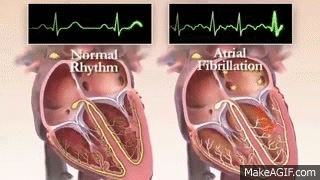 Normal
Rhythm
Atrial
Fibrillation
MakeAGIF.com